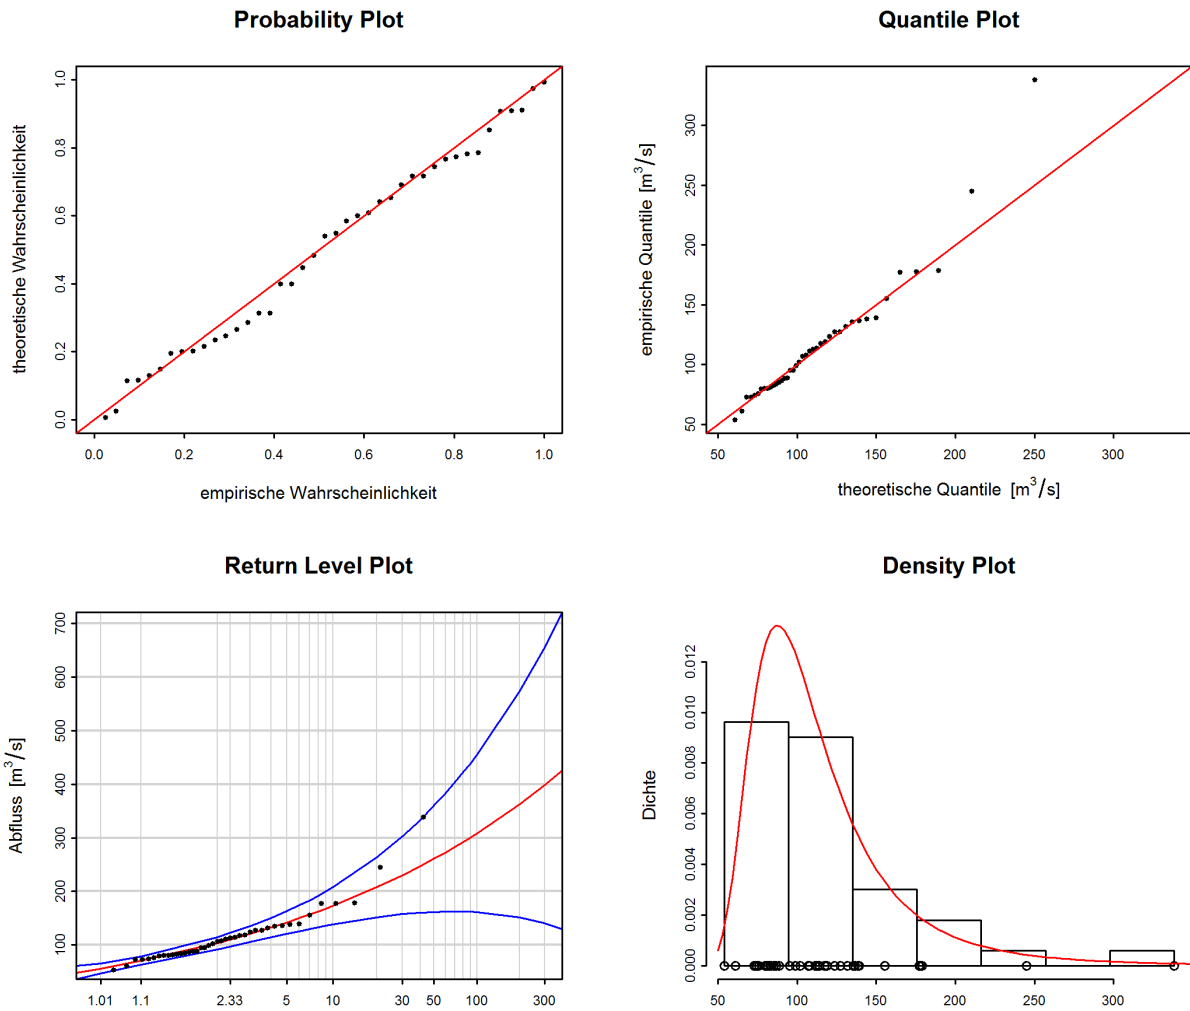 Probability Plot
theoretische Wahrscheinlichkeit
1.0
0.8
0.6
0.4
0.2
0.0
0.0 0.2 0.4 0.6 0.8 1.0
empirische Wahrscheinlichkeit
Quantile Plot
empirische Quantile [m³/s]
300
250
200
150
100
50
50 100 150 200 250 300
theoretische Quantile [m³/s]
Return Level Plot
Abfluss [m³/s]
700
600
500
400
300
200
100
1.01 1.1 2.33 5 10 30 50 100 300
Density Plot
Dichte
0.012
0.010
0.008
0.006
0.004
0.002
0.000
50 100 150 200 250 300